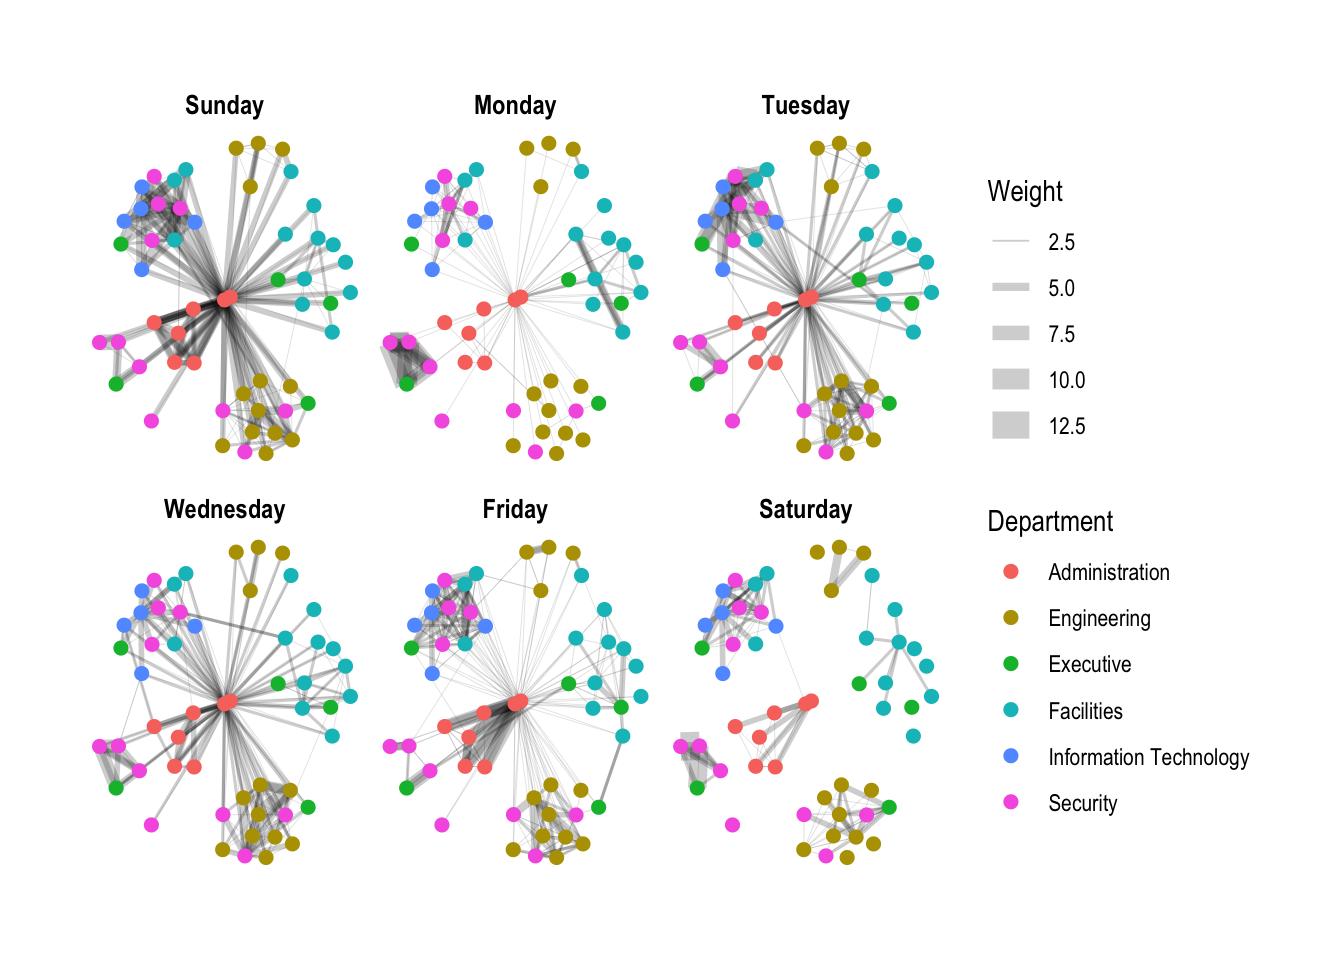 Sunday
Monday
Tuesday
Wednesday
Friday
Saturday
Weight
2.5
5.0
7.5
10.0
12.5
Department
Administration
Engineering
Executive
Facilities
Information Technology
Security